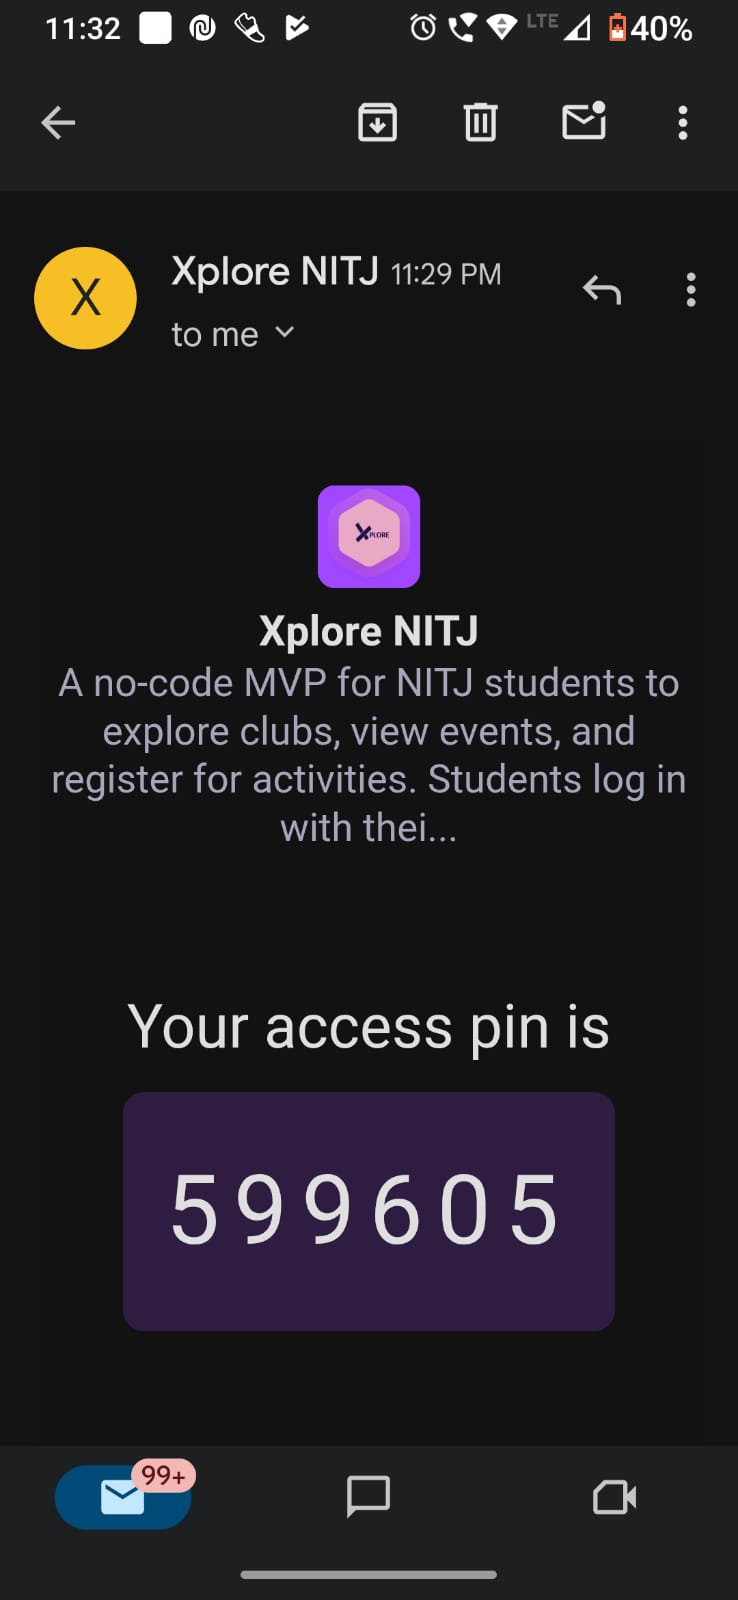 11:32 LTE 40%
X
Xplore NITJ 11:29 PM
to me
XPLORE
Xplore NITJ
A no-code MVP for NITJ students to
explore clubs, view events, and
register for activities. Students log in
with thei...
Your access pin is
599605
99+